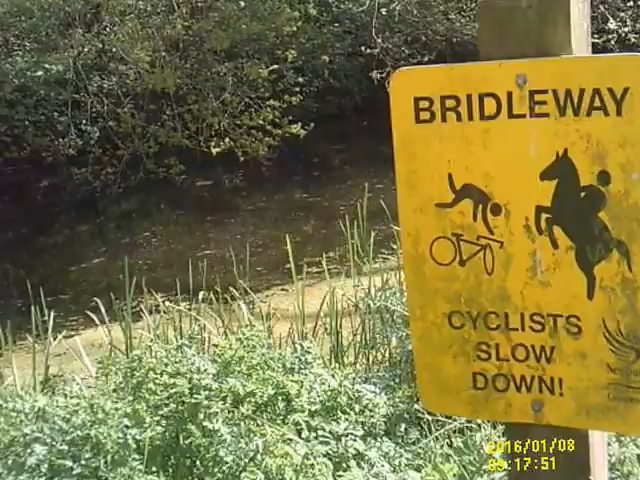 BRIDLEWAY
CYCLISTS
SLOW
DOWN!
2016/01/08
09:17:51